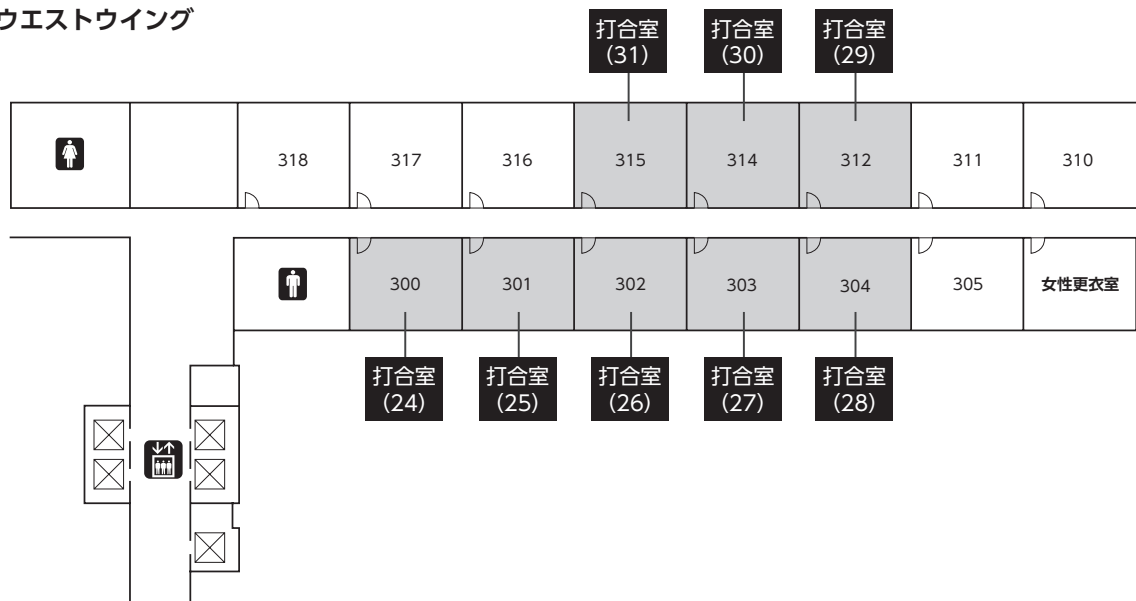 ウエストウイング
打合室
(31)
打合室
(30)
打合室
(29)
318
317
316
315
314
312
311
310
300
301
302
303
304
305
女性更衣室
打合室
(24)
打合室
(25)
打合室
(26)
打合室
(27)
打合室
(28)